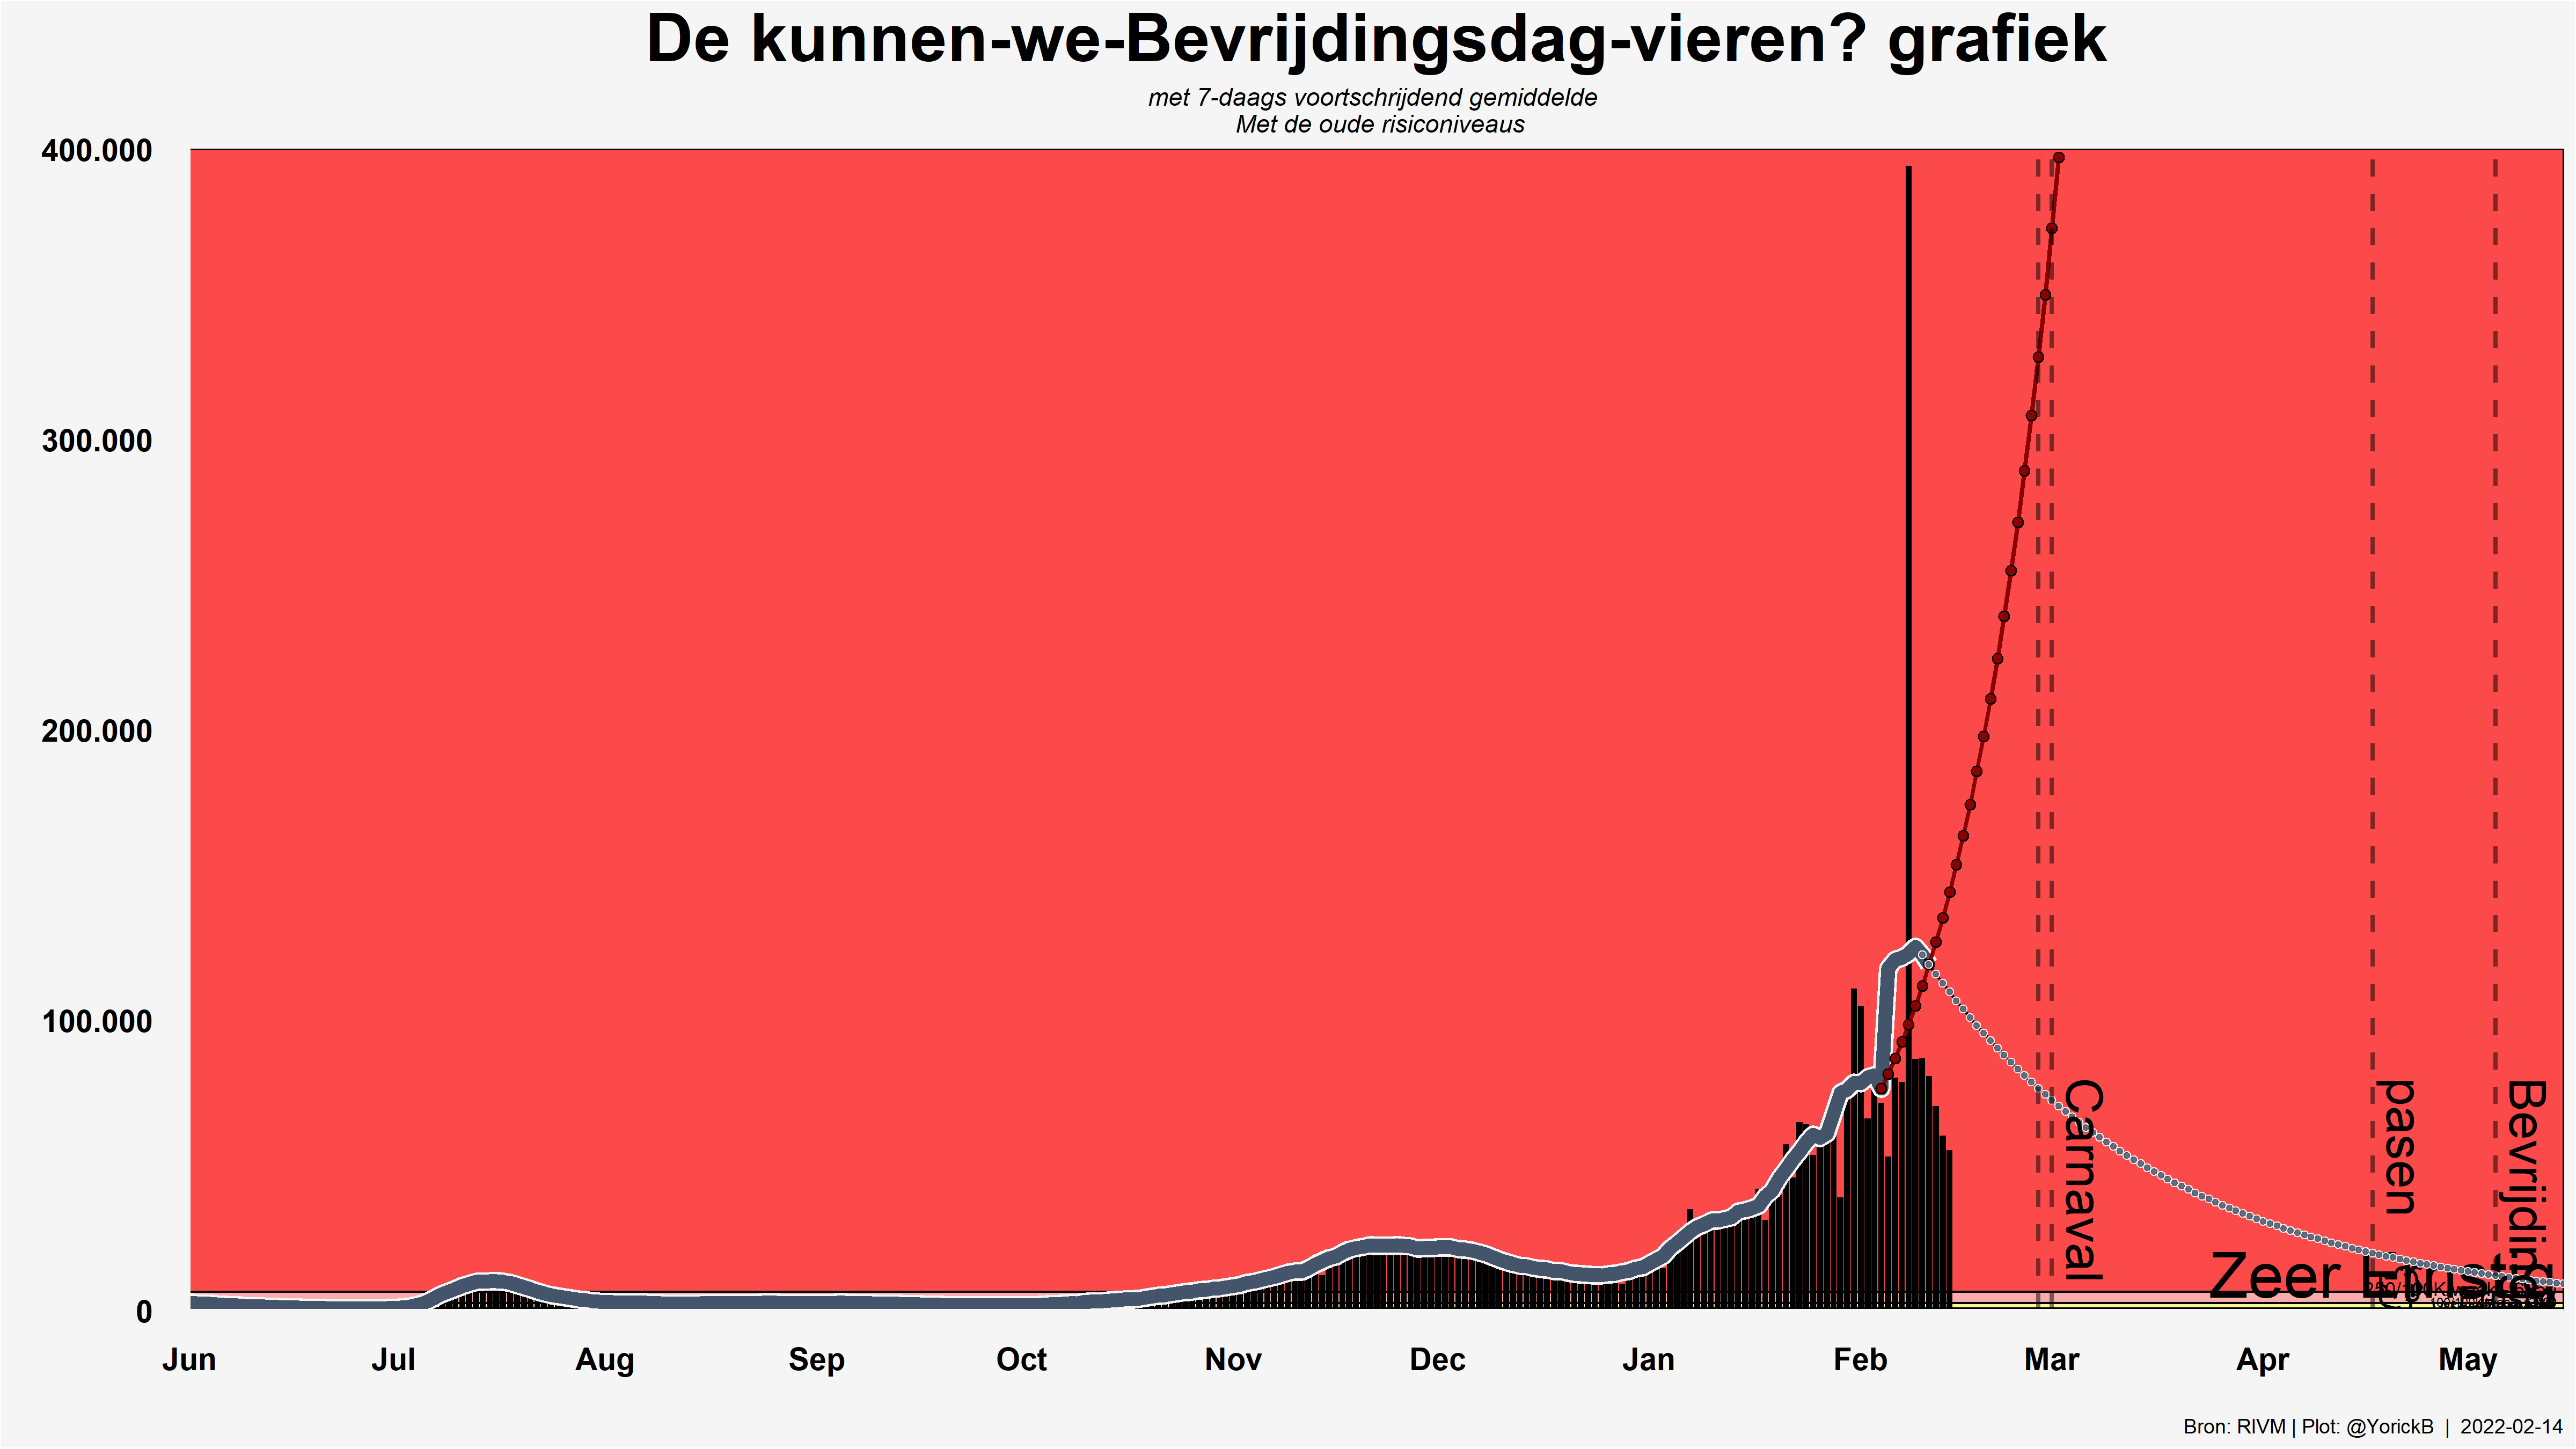 De kunnen-we-Bevrijdingsdag-vieren? grafiek
met 7-daags voortschrijdend gemiddelde
Met de oude risiconiveaus
400.000
300.000
200.000
100.000
0
Carnaval
pasen
Zeer Ernstig
Jun Jul Aug Sep Oct Nov Dec Jan Feb Mar Apr May
Bron: RIVM | Plot: @YorickB | 2022-02-14